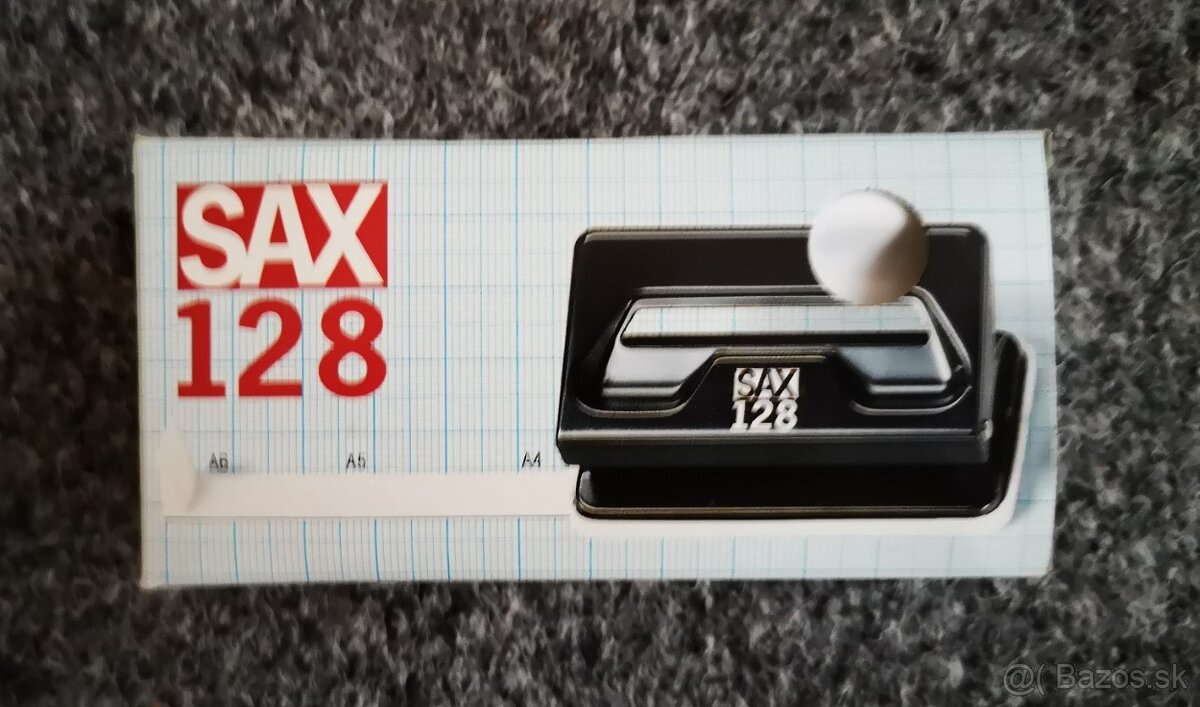 SAX
128
A6
A5
A4
SAX
128
@( Bazos.sk